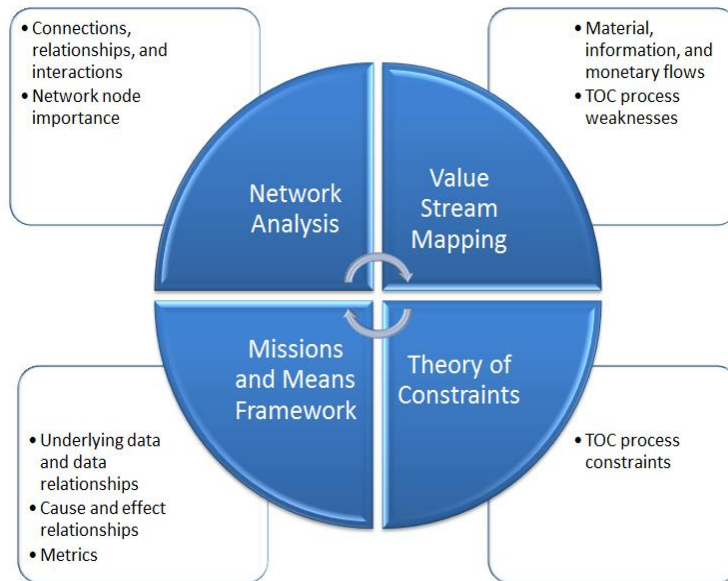 • Connections,
relationships, and
interactions
• Network node
importance
• Material,
information, and
monetary flows
• TOC process
weaknesses
Network
Analysis
Value
Stream
Mapping
Missions
and Means
Framework
Theory of
Constraints
• Underlying data
and data
relationships
• Cause and effect
relationships
• Metrics
• TOC process
constraints